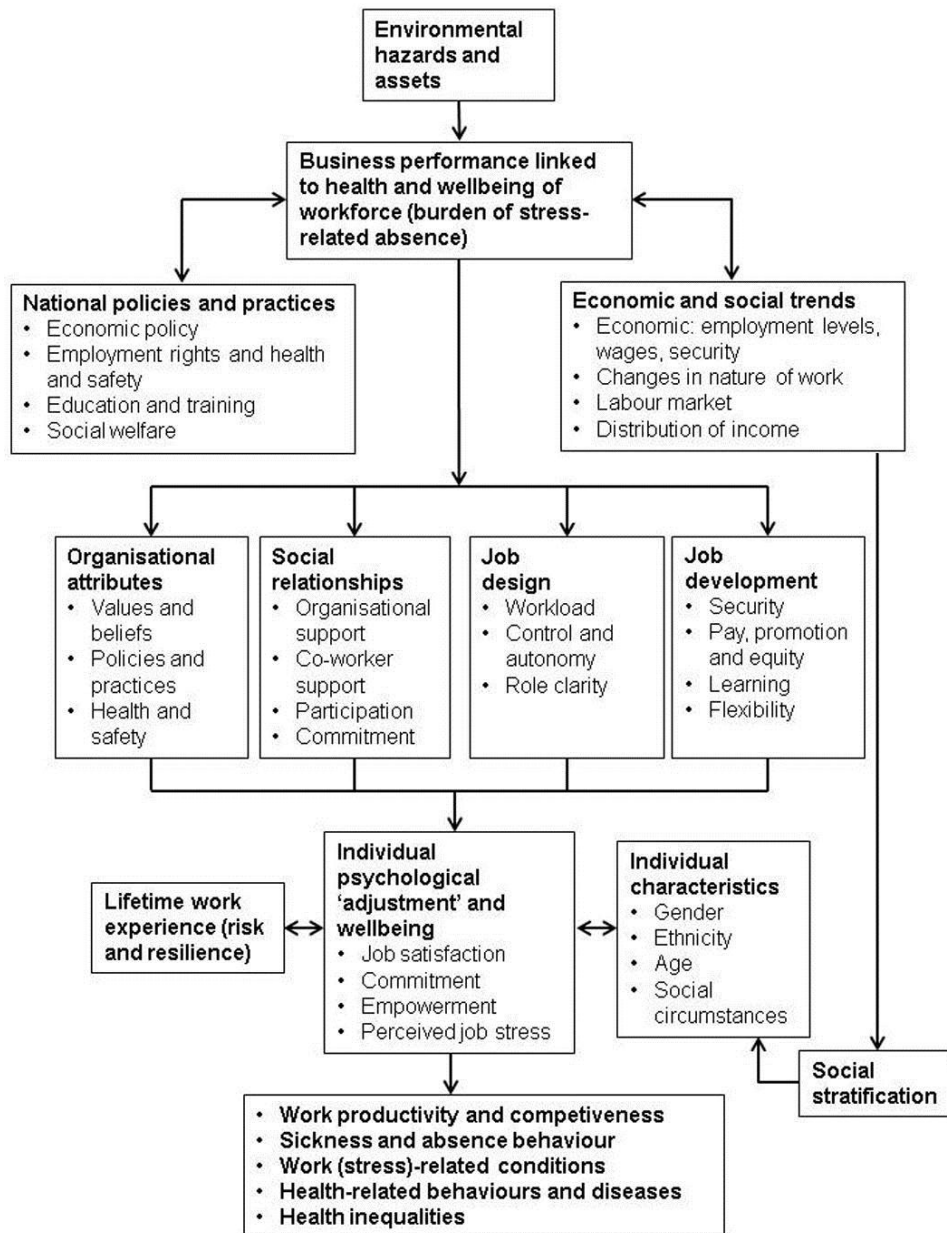 Environmental
hazards and
assets
Business performance linked
to health and wellbeing of
workforce (burden of stress-
related absence)
National policies and practices
• Economic policy
• Employment rights and health
and safety
• Education and training
• Social welfare
Economic and social trends
• Economic: employment levels,
wages, security
• Changes in nature of work
• Labour market
• Distribution of income
Organisational
attributes
• Values and
beliefs
• Policies and
practices
• Health and
safety
Social
relationships
• Organisational
support
• Co-worker
support
• Participation
• Commitment
Job
design
• Workload
• Control and
autonomy
• Role clarity
Job
development
• Security
• Pay, promotion
and equity
• Learning
• Flexibility
Lifetime work
experience (risk
and resilience)
Individual
psychological
‘adjustment’ and
wellbeing
• Job satisfaction
• Commitment
• Empowerment
• Perceived job stress
Individual
characteristics
• Gender
• Ethnicity
• Age
• Social
circumstances
Social
stratification
• Work productivity and competiveness
• Sickness and absence behaviour
• Work (stress)-related conditions
• Health-related behaviours and diseases
• Health inequalities